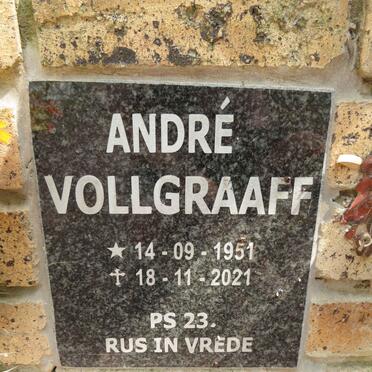 ANDRÉ
VOLLGRAAFF
★ 14 - 09 - 1951
✝ 18 - 11 - 2021
PS 23.
RUS IN VREDE